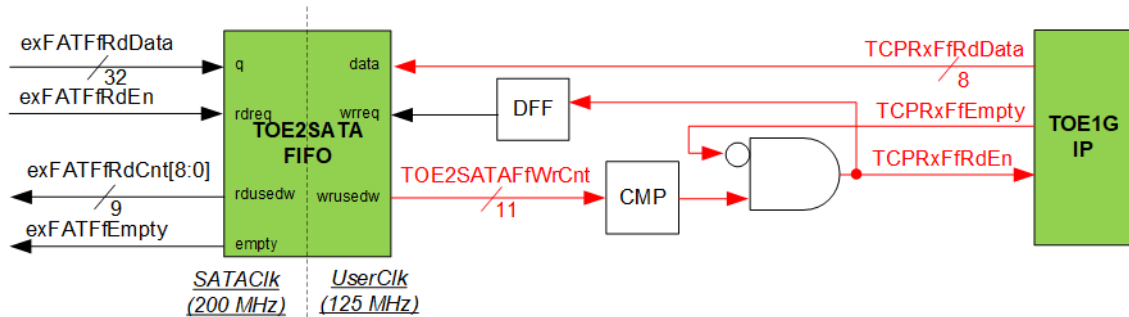 exFATFfRdData
32
exFATFfRdEn
exFATFfRdCnt[8:0]
9
exFATFfEmpty
q
rdreq
rdusedw
empty
TOE2SATA
FIFO
data
wrreq
wrusedw
SATAClk
(200 MHz)
UserClk
(125 MHz)
DFF
TOE2SATAFfWrCnt
11
CMP
TCPRxFfRdData
8
TCPRxFfEmpty
TCPRxFfRdEn
TOE1G
IP